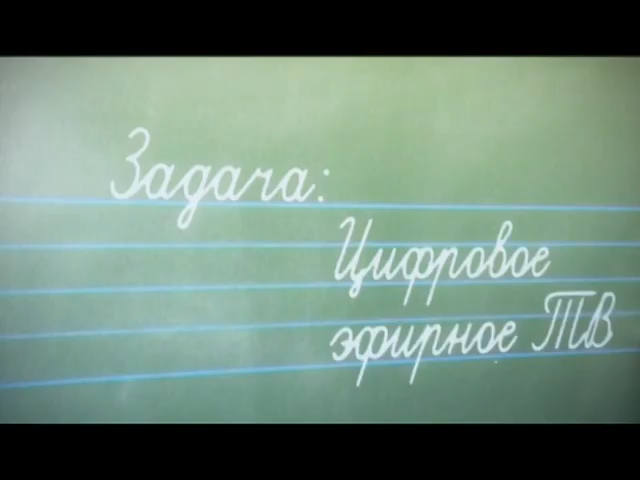 Задача:
Цифровое
эфирное ТВ